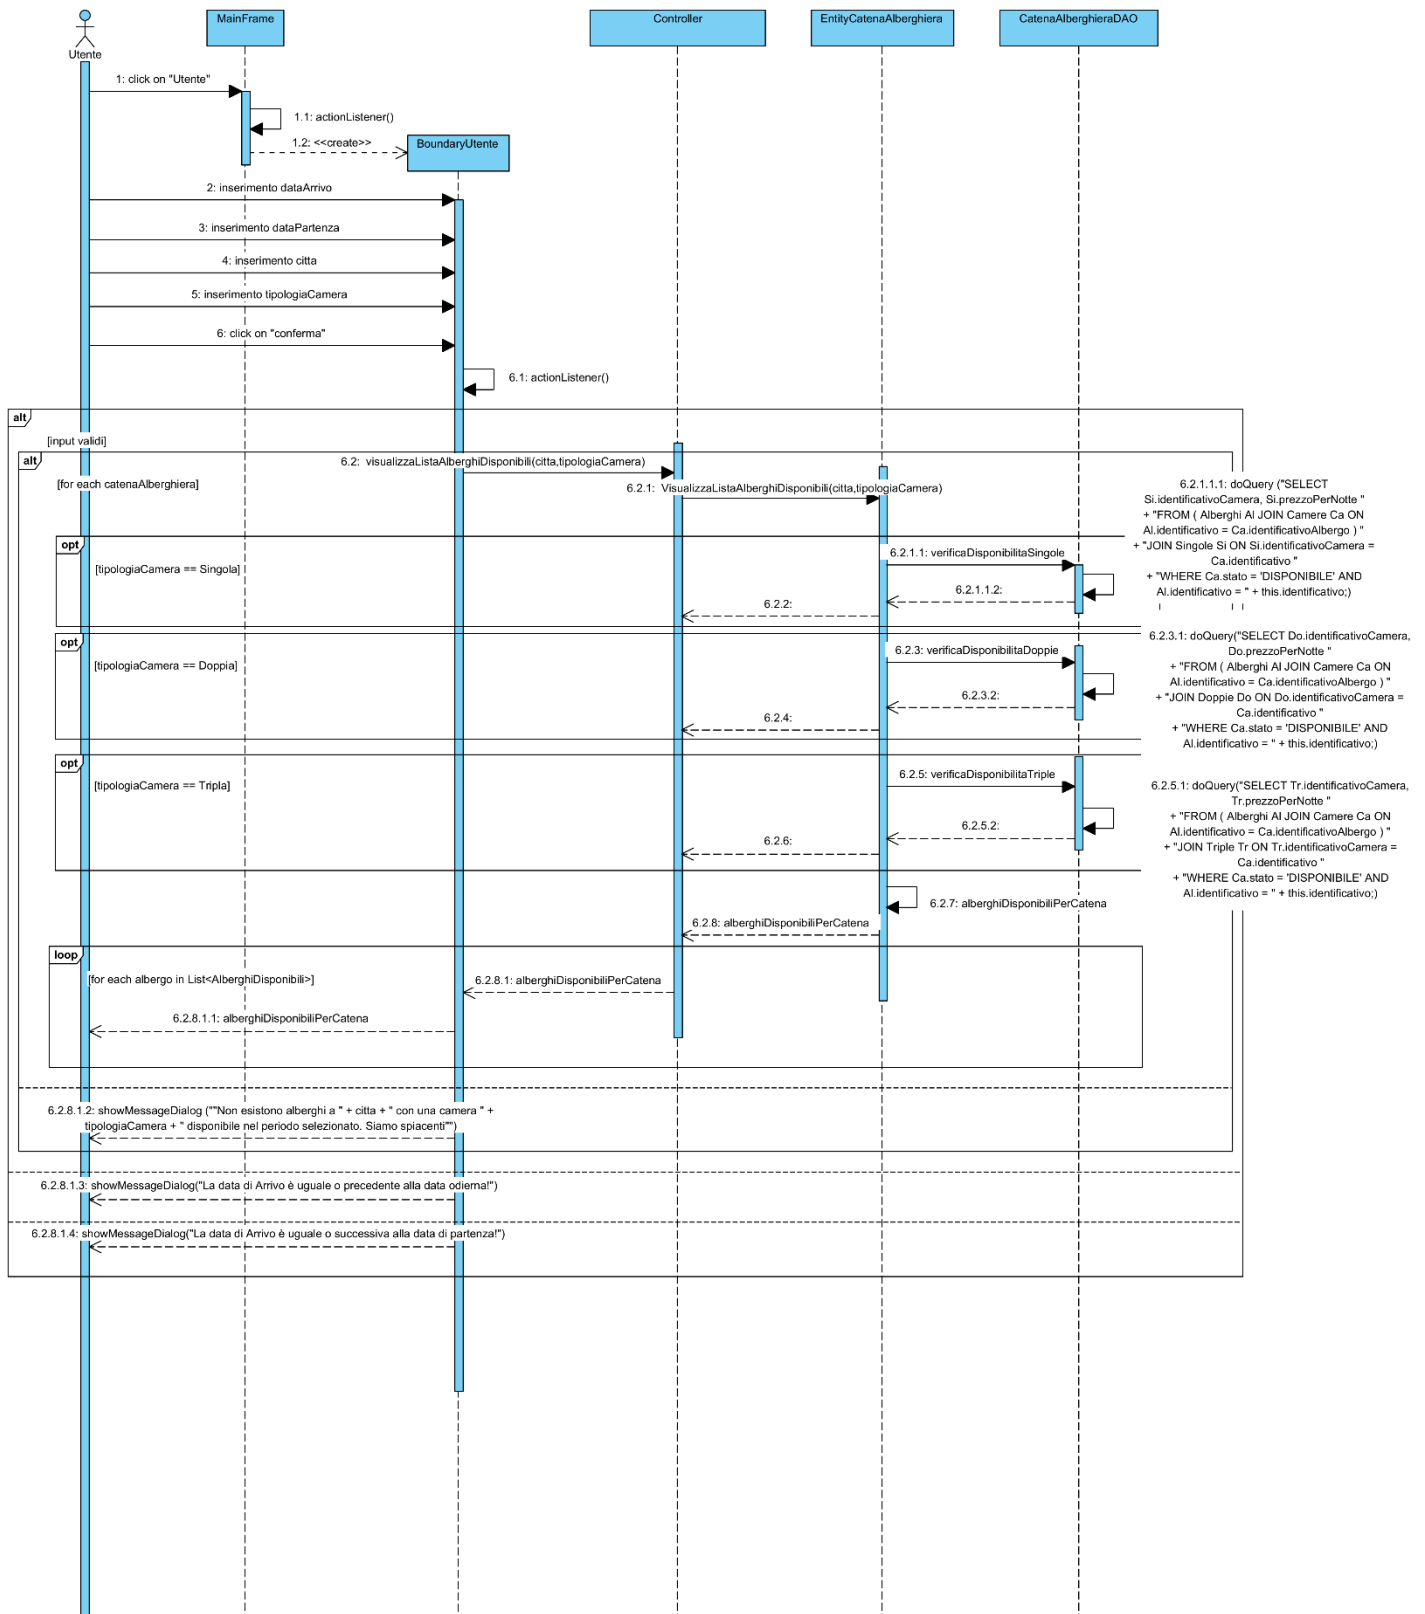 Utente
MainFrame
Controller
EntityCatenaAlberghiera
CatenaAlberghieraDAO
1: click on "Utente"
1.1: actionListener()
1.2: <<create>>
BoundaryUtente
2: inserimento dataArrivo
3: inserimento dataPartenza
4: inserimento citta
5: inserimento tipologiaCamera
6: click on "conferma"
6.1: actionListener()
alt
[input validi]
alt
6.2:  visualizzaListaAlberghiDisponibili(citta,tipologiaCamera)
[for each catenaAlberghiera]
6.2.1:  VisualizzaListaAlberghiDisponibili(citta,tipologiaCamera)
6.2.1.1.1: doQuery ("SELECT
Si.identificativoCamera, Si.prezzoPerNotte "
+ "FROM ( Alberghi Al JOIN Camere Ca ON
Al.identificativo = Ca.identificativoAlbergo ) "
+ "JOIN Singole Si ON Si.identificativoCamera =
Ca.identificativo "
+ "WHERE Ca.stato = 'DISPONIBILE' AND
Al.identificativo = " + this.identificativo;)
opt
[tipologiaCamera == Singola]
6.2.1.1: verificaDisponibilitaSingole
6.2.1.1.2:
6.2.2:
opt
[tipologiaCamera == Doppia]
6.2.3: verificaDisponibilitaDoppie
6.2.3.1: doQuery("SELECT Do.identificativoCamera,
Do.prezzoPerNotte "
+ "FROM ( Alberghi Al JOIN Camere Ca ON
Al.identificativo = Ca.identificativoAlbergo ) "
+ "JOIN Doppie Do ON Do.identificativoCamera =
Ca.identificativo "
+ "WHERE Ca.stato = 'DISPONIBILE' AND
Al.identificativo = " + this.identificativo;)
6.2.3.2:
6.2.4:
opt
[tipologiaCamera == Tripla]
6.2.5: verificaDisponibilitaTriple
6.2.5.1: doQuery("SELECT Tr.identificativoCamera,
Tr.prezzoPerNotte "
+ "FROM ( Alberghi Al JOIN Camere Ca ON
Al.identificativo = Ca.identificativoAlbergo ) "
+ "JOIN Triple Tr ON Tr.identificativoCamera =
Ca.identificativo "
+ "WHERE Ca.stato = 'DISPONIBILE' AND
Al.identificativo = " + this.identificativo;)
6.2.5.2:
6.2.6:
6.2.7: alberghiDisponibiliPerCatena
6.2.8: alberghiDisponibiliPerCatena
loop
[for each albergo in List<AlberghiDisponibili>]
6.2.8.1: alberghiDisponibiliPerCatena
6.2.8.1.1: alberghiDisponibiliPerCatena
6.2.8.1.2: showMessageDialog (""Non esistono alberghi a " + citta + " con una camera " +
tipologiaCamera + " disponibile nel periodo selezionato. Siamo spiacenti"")
6.2.8.1.3: showMessageDialog("La data di Arrivo è uguale o precedente alla data odierna!")
6.2.8.1.4: showMessageDialog("La data di Arrivo è uguale o successiva alla data di partenza!")